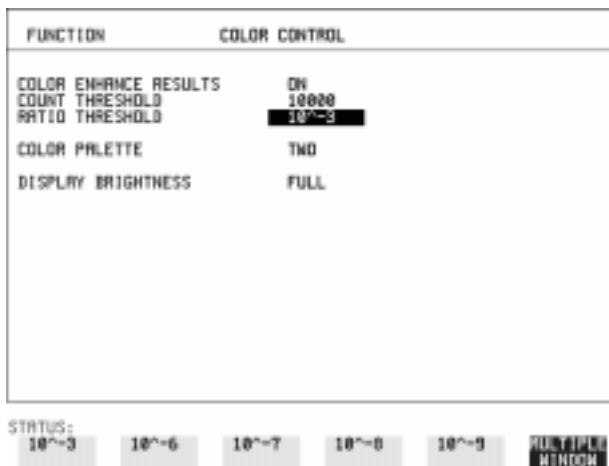 FUNCTION COLOR CONTROL
COLOR ENHANCE RESULTS ON
COUNT THRESHOLD 10000
RATIO THRESHOLD 10^-3
COLOR PALETTE TWO
DISPLAY BRIGHTNESS FULL
STATUS:
10^-3 10^-6 10^-7 10^-8 10^-9 MULTIPLE
WINDOW